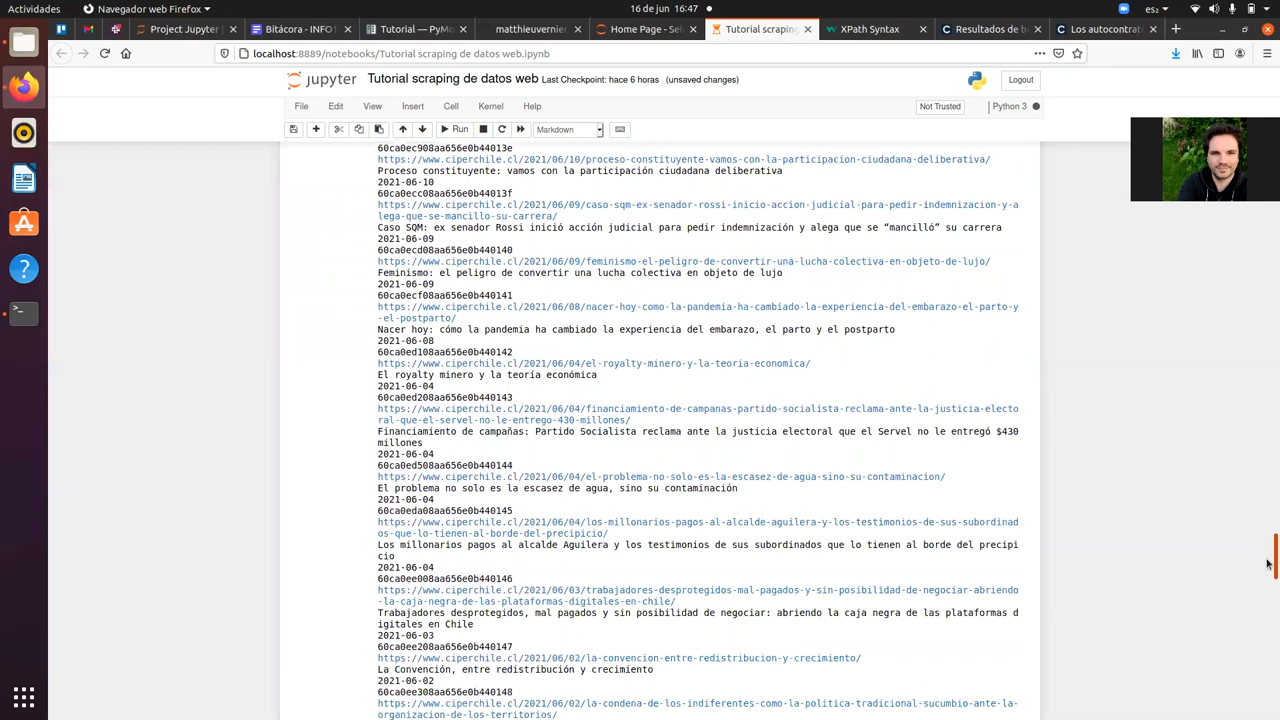 Actividades
Navegador web Firefox
16 de jun 16:47
es₂
Project Jupyter |
Bitácora - INFO1
Tutorial — PyMo
matthieuvernier
Home Page - Selec
Tutorial scraping
XPath Syntax
Resultados de bú
Los autocontrato
localhost:8889/notebooks/Tutorial scraping de datos web.ipynb
jupyter
Tutorial scraping de datos web Last Checkpoint: hace 6 horas (unsaved changes)
Logout
File Edit View Insert Cell Kernel Help
Not Trusted
Python 3
Run
Markdown
60ca0ec908aa656e0b44013e
https://www.ciperchile.cl/2021/06/10/proceso-constituyente-vamos-con-la-participacion-ciudadana-deliberativa/
Proceso constituyente: vamos con la participación ciudadana deliberativa
2021-06-10
60ca0ecc08aa656e0b44013f
https://www.ciperchile.cl/2021/06/09/caso-sqm-ex-senador-rossi-inicio-accion-judicial-para-pedir-indemnizacion-y-a
lega-que-se-mancillo-su-carrera/
Caso SQM: ex senador Rossi inició acción judicial para pedir indemnización y alega que se “mancilló” su carrera
2021-06-09
60ca0ecd08aa656e0b440140
https://www.ciperchile.cl/2021/06/09/feminismo-el-peligro-de-convertir-una-lucha-colectiva-en-objeto-de-lujo/
Feminismo: el peligro de convertir una lucha colectiva en objeto de lujo
2021-06-09
60ca0ecf08aa656e0b440141
https://www.ciperchile.cl/2021/06/08/nacer-hoy-como-la-pandemia-ha-cambiado-la-experiencia-del-embarazo-el-parto-y
-el-postparto/
Nacer hoy: cómo la pandemia ha cambiado la experiencia del embarazo, el parto y el postparto
2021-06-08
60ca0ed108aa656e0b440142
https://www.ciperchile.cl/2021/06/04/el-royalty-minero-y-la-teoria-economica/
El royalty minero y la teoría económica
2021-06-04
60ca0ed208aa656e0b440143
https://www.ciperchile.cl/2021/06/04/financiamiento-de-campanas-partido-socialista-reclama-ante-la-justicia-electo
ral-que-el-servel-no-le-entrego-430-millones/
Financiamiento de campañas: Partido Socialista reclama ante la justicia electoral que el Servel no le entregó $430
millones
2021-06-04
60ca0ed508aa656e0b440144
https://www.ciperchile.cl/2021/06/04/el-problema-no-solo-es-la-escasez-de-agua-sino-su-contaminacion/
El problema no solo es la escasez de agua, sino su contaminación
2021-06-04
60ca0eda08aa656e0b440145
https://www.ciperchile.cl/2021/06/04/los-millonarios-pagos-al-alcalde-aguilera-y-los-testimonios-de-sus-subordinad
os-que-lo-tienen-al-borde-del-precipicio/
Los millonarios pagos al alcalde Aguilera y los testimonios de sus subordinados que lo tienen al borde del precipi
cio
2021-06-04
60ca0ee008aa656e0b440146
https://www.ciperchile.cl/2021/06/03/trabajadores-desprotegidos-mal-pagados-y-sin-posibilidad-de-negociar-abriendo
-la-caja-negra-de-las-plataformas-digitales-en-chile/
Trabajadores desprotegidos, mal pagados y sin posibilidad de negociar: abriendo la caja negra de las plataformas d
igitales en Chile
2021-06-03
60ca0ee208aa656e0b440147
https://www.ciperchile.cl/2021/06/02/la-convencion-entre-redistribucion-y-crecimiento/
La Convención, entre redistribución y crecimiento
2021-06-02
60ca0ee308aa656e0b440148
https://www.ciperchile.cl/2021/06/02/la-condena-de-los-indiferentes-como-la-politica-tradicional-sucumbio-ante-la-
organizacion-de-los-territorios/